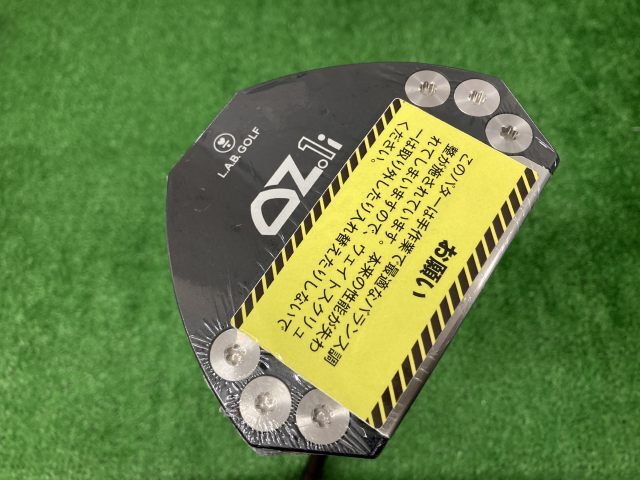 L.A.B. GOLF
OZ.1i
お願い
このパターは手作業で最適なバランス調
整が施されています。本来の性能が失わ
れてしまいますので、ウェイトスクリュ
ーは取り外したり入れ替えたりしないで
ください。